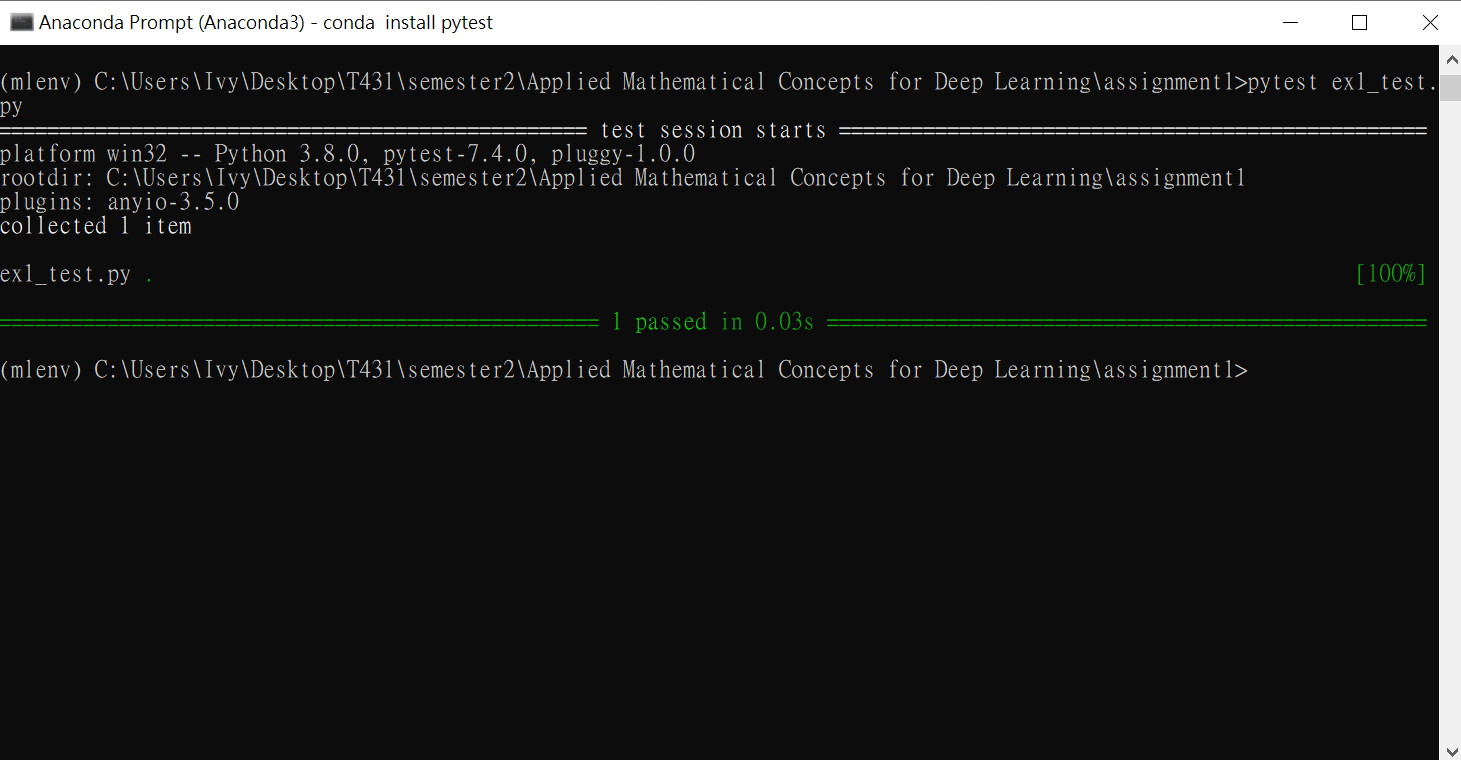 Anaconda Prompt (Anaconda3) - conda  install pytest
(mlenv) C:\Users\Ivy\Desktop\T431\semester2\Applied Mathematical Concepts for Deep Learning\assignment1>pytest ex1_test.
py
================================================= test session starts =================================================
platform win32 -- Python 3.8.0, pytest-7.4.0, pluggy-1.0.0
rootdir: C:\Users\Ivy\Desktop\T431\semester2\Applied Mathematical Concepts for Deep Learning\assignment1
plugins: anyio-3.5.0
collected 1 item
ex1_test.py . [100%]
================================================== 1 passed in 0.03s ==================================================
(mlenv) C:\Users\Ivy\Desktop\T431\semester2\Applied Mathematical Concepts for Deep Learning\assignment1>